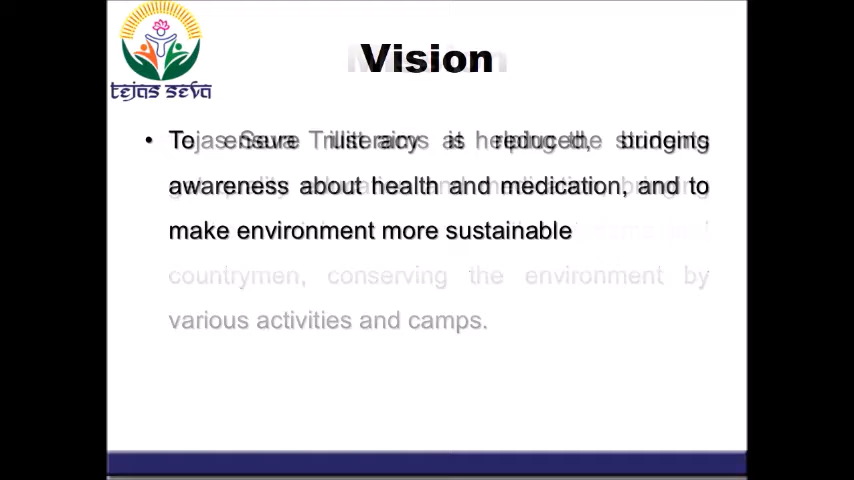 tejas seva
Vision
• To ensure illiteracy is reduced, bringing
awareness about health and medication, and to
make environment more sustainable
countrymen, conserving the environment by
various activities and camps.